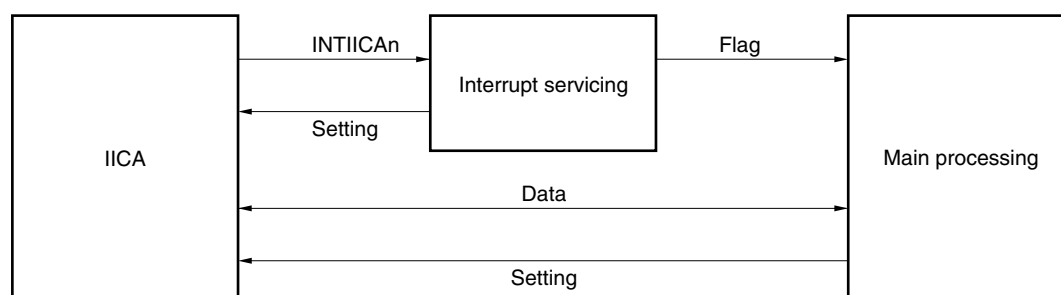 INTIICAn
Flag
Interrupt servicing
Setting
IICA
Main processing
Data
Setting